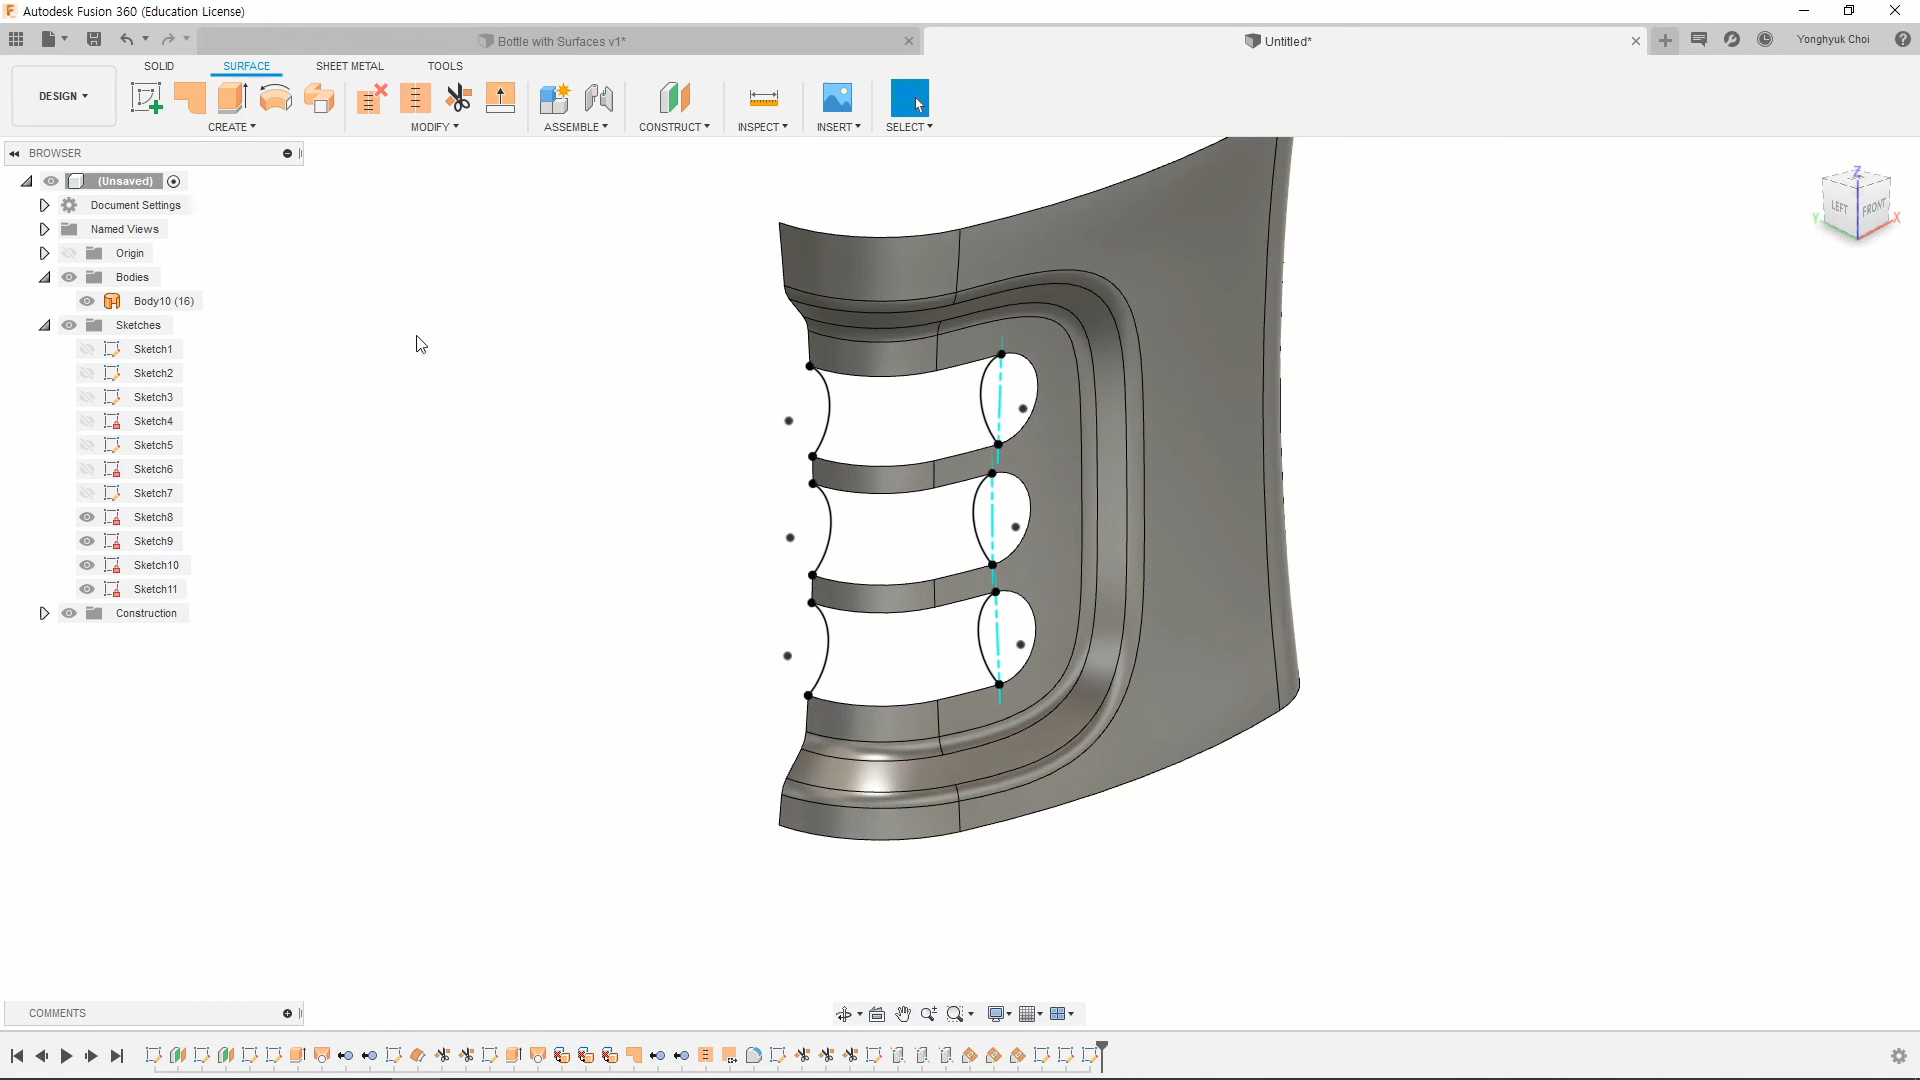 Autodesk Fusion 360 (Education License)
Bottle with Surfaces v1*
Untitled*
Yonghyuk Choi
SOLID
SURFACE
SHEET METAL
TOOLS
DESIGN
CREATE
MODIFY
ASSEMBLE
CONSTRUCT
INSPECT
INSERT
SELECT
BROWSER
(Unsaved)
Document Settings
Named Views
Origin
Bodies
Body10 (16)
Sketches
Sketch1
Sketch2
Sketch3
Sketch4
Sketch5
Sketch6
Sketch7
Sketch8
Sketch9
Sketch10
Sketch11
Construction
Z
LEFT
FRONT
Y
X
COMMENTS